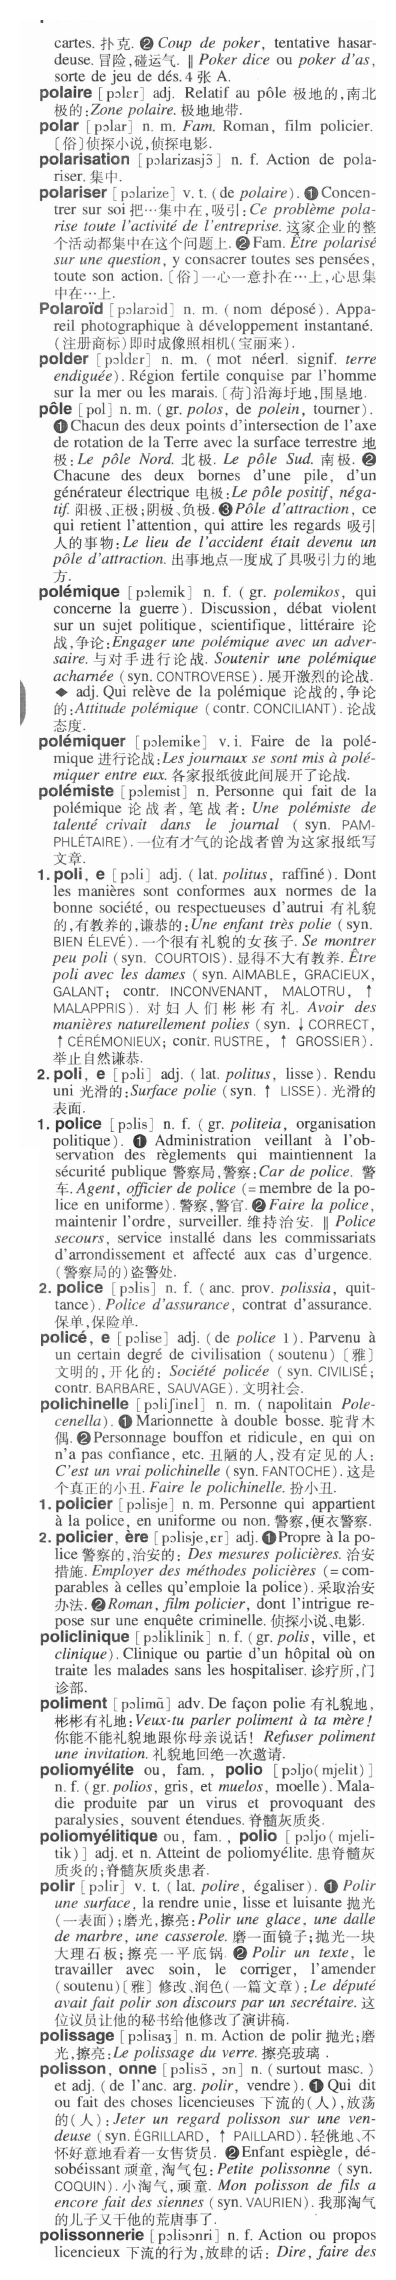 cartes. 扑克. ❷ Coup de poker, tentative hasar-
deuse. 冒险,碰运气. ‖ Poker dice ou poker d'as,
sorte de jeu de dés. 4 张 A.
polaire [pɔlɛr] adj. Relatif au pôle 极地的,南北
极的:Zone polaire. 极地地带.
polar [pɔlar] n. m. Fam. Roman, film policier.
〔俗〕侦探小说,侦探电影.
polarisation [pɔlarizasjɔ̃] n. f. Action de pola-
riser. 集中.
polariser [pɔlarize] v. t. (de polaire). ❶ Concen-
trer sur soi 把…集中在,吸引:Ce problème pola-
rise toute l'activité de l'entreprise. 这家企业的整
个活动都集中在这个问题上. ❷ Fam. Être polarisé
sur une question, y consacrer toutes ses pensées,
toute son action. 〔俗〕一心一意扑在…上,心思集
中在…上.
Polaroïd [pɔlarɔid] n. m. (nom déposé). Appa-
reil photographique à développement instantané.
(注册商标)即时成像照相机(宝丽来).
polder [pɔldɛr] n. m. (mot néerl. signif. terre
endiguée). Région fertile conquise par l'homme
sur la mer ou les marais. 〔荷〕沿海圩地,围垦地.
pôle [pol] n. m. (gr. polos, de polein, tourner).
❶ Chacun des deux points d'intersection de l'axe
de rotation de la Terre avec la surface terrestre 地
极:Le pôle Nord. 北极. Le pôle Sud. 南极. ❷
Chacune des deux bornes d'une pile, d'un
générateur électrique 电极:Le pôle positif, néga-
tif. 阳极、正极;阴极、负极. ❸ Pôle d'attraction, ce
qui retient l'attention, qui attire les regards 吸引
人的事物:Le lieu de l'accident était devenu un
pôle d'attraction. 出事地点一度成了具吸引力的地
方.
polémique [pɔlemik] n. f. (gr. polemikos, qui
concerne la guerre). Discussion, débat violent
sur un sujet politique, scientifique, littéraire 论
战,争论:Engager une polémique avec un adver-
saire. 与对手进行论战. Soutenir une polémique
acharnée (syn. CONTROVERSE). 展开激烈的论战.
◆ adj. Qui relève de la polémique 论战的,争论
的:Attitude polémique (contr. CONCILIANT). 论战
态度.
polémiquer [pɔlemike] v. i. Faire de la polé-
mique 进行论战:Les journaux se sont mis à polé-
miquer entre eux. 各家报纸彼此间展开了论战.
polémiste [pɔlemist] n. Personne qui fait de la
polémique 论战者,笔战者: Une polémiste de
talenté crivait dans le journal (syn. PAM-
PHLÉTAIRE). 一位有才气的论战者曾为这家报纸写
文章.
1. poli, e [pɔli] adj. (lat. politus, raffiné). Dont
les manières sont conformes aux normes de la
bonne société, ou respectueuses d'autrui 有礼貌
的,有教养的,谦恭的:Une enfant très polie (syn.
BIEN ÉLEVÉ). 一个很有礼貌的女孩子. Se montrer
peu poli (syn. COURTOIS). 显得不大有教养. Être
poli avec les dames (syn. AIMABLE, GRACIEUX,
GALANT; contr. INCONVENANT, MALOTRU, ↑
MALAPPRIS). 对妇人们彬彬有礼. Avoir des
manières naturellement polies (syn. ↓ CORRECT,
↑ CÉRÉMONIEUX; contr. RUSTRE, ↑ GROSSIER).
举止自然谦恭.
2. poli, e [pɔli] adj. (lat. politus, lisse). Rendu
uni 光滑的:Surface polie (syn. ↑ LISSE). 光滑的
表面.
1. police [pɔlis] n. f. (gr. politeia, organisation
politique). ❶ Administration veillant à l'ob-
servation des règlements qui maintiennent la
sécurité publique 警察局,警察:Car de police. 警
车. Agent, officier de police (= membre de la po-
lice en uniforme). 警察,警官. ❷ Faire la police,
maintenir l'ordre, surveiller. 维持治安. ‖ Police
secours, service installé dans les commissariats
d'arrondissement et affecté aux cas d'urgence.
(警察局的)盗警处.
2. police [pɔlis] n. f. (anc. prov. polissia, quit-
tance). Police d'assurance, contrat d'assurance.
保单,保险单.
policé, e [pɔlise] adj. (de police 1). Parvenu à
un certain degré de civilisation (soutenu) 〔雅〕
文明的,开化的: Société policée (syn. CIVILISÉ;
contr. BARBARE, SAUVAGE). 文明社会.
polichinelle [pɔliʃinɛl] n. m. (napolitain Pole-
cenella). ❶ Marionnette à double bosse. 驼背木
偶. ❷ Personnage bouffon et ridicule, en qui on
n'a pas confiance, etc. 丑陋的人,没有定见的人:
C'est un vrai polichinelle (syn. FANTOCHE). 这是
个真正的小丑. Faire le polichinelle. 扮小丑.
1. policier [pɔlisje] n. m. Personne qui appartient
à la police, en uniforme ou non. 警察,便衣警察.
2. policier, ère [pɔlisje,ɛr] adj. ❶ Propre à la po-
lice 警察的,治安的: Des mesures policières. 治安
措施. Employer des méthodes policières (= com-
parables à celles qu'emploie la police). 采取治安
办法. ❷ Roman, film policier, dont l'intrigue re-
pose sur une enquête criminelle. 侦探小说、电影.
policlinique [pɔliklinik] n. f. (gr. polis, ville, et
clinique). Clinique ou partie d'un hôpital où on
traite les malades sans les hospitaliser. 诊疗所,门
诊部.
poliment [pɔlimɑ̃] adv. De façon polie 有礼貌地,
彬彬有礼地:Veux-tu parler poliment à ta mère!
你能不能礼貌地跟你母亲说话! Refuser poliment
une invitation. 礼貌地回绝一次邀请.
poliomyélite ou, fam., polio [pɔljo(mjelit)]
n. f. (gr. polios, gris, et muelos, moelle). Mala-
die produite par un virus et provoquant des
paralysies, souvent étendues. 脊髓灰质炎.
poliomyélitique ou, fam., polio [pɔljo(mjeli-
tik)] adj. et n. Atteint de poliomyélite. 患脊髓灰
质炎的;脊髓灰质炎患者.
polir [pɔlir] v. t. (lat. polire, égaliser). ❶ Polir
une surface, la rendre unie, lisse et luisante 抛光
(一表面);磨光,擦亮:Polir une glace, une dalle
de marbre, une casserole. 磨一面镜子;抛光一块
大理石板;擦亮一平底锅. ❷ Polir un texte, le
travailler avec soin, le corriger, l'amender
(soutenu)〔雅〕修改、润色(一篇文章):Le député
avait fait polir son discours par un secrétaire. 这
位议员让他的秘书给他修改了演讲稿.
polissage [pɔlisaʒ] n. m. Action de polir 抛光;磨
光,擦亮:Le polissage du verre. 擦亮玻璃.
polisson, onne [pɔlisɔ̃, ɔn] n. (surtout masc.)
et adj. (de l'anc. arg. polir, vendre). ❶ Qui dit
ou fait des choses licencieuses 下流的(人),放荡
的(人): Jeter un regard polisson sur une ven-
deuse (syn. ÉGRILLARD, ↑ PAILLARD). 轻佻地、不
怀好意地看着一女售货员. ❷ Enfant espiègle, dé-
sobéissant 顽童,淘气包: Petite polissonne (syn.
COQUIN). 小淘气,顽童. Mon polisson de fils a
encore fait des siennes (syn. VAURIEN). 我那淘气
的儿子又干他的荒唐事了.
polissonnerie [pɔlisɔnri] n. f. Action ou propos
licencieux 下流的行为,放肆的话: Dire, faire des